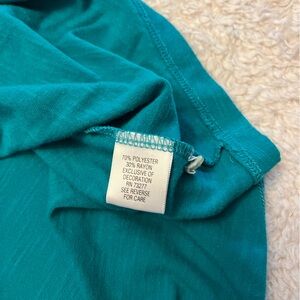 70% POLYESTER
30% RAYON
EXCLUSIVE OF
DECORATION
RN 73277
SEE REVERSE
FOR CARE